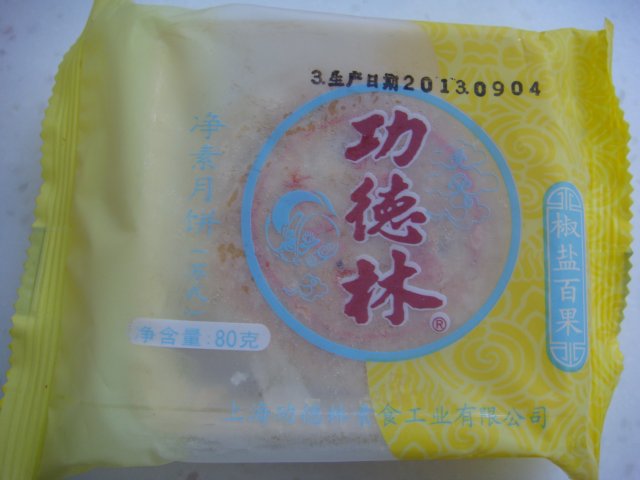 3.生产日期20130904
净素月饼
功德林®
椒盐百果
净含量:80克
上海功德林素食工业有限公司